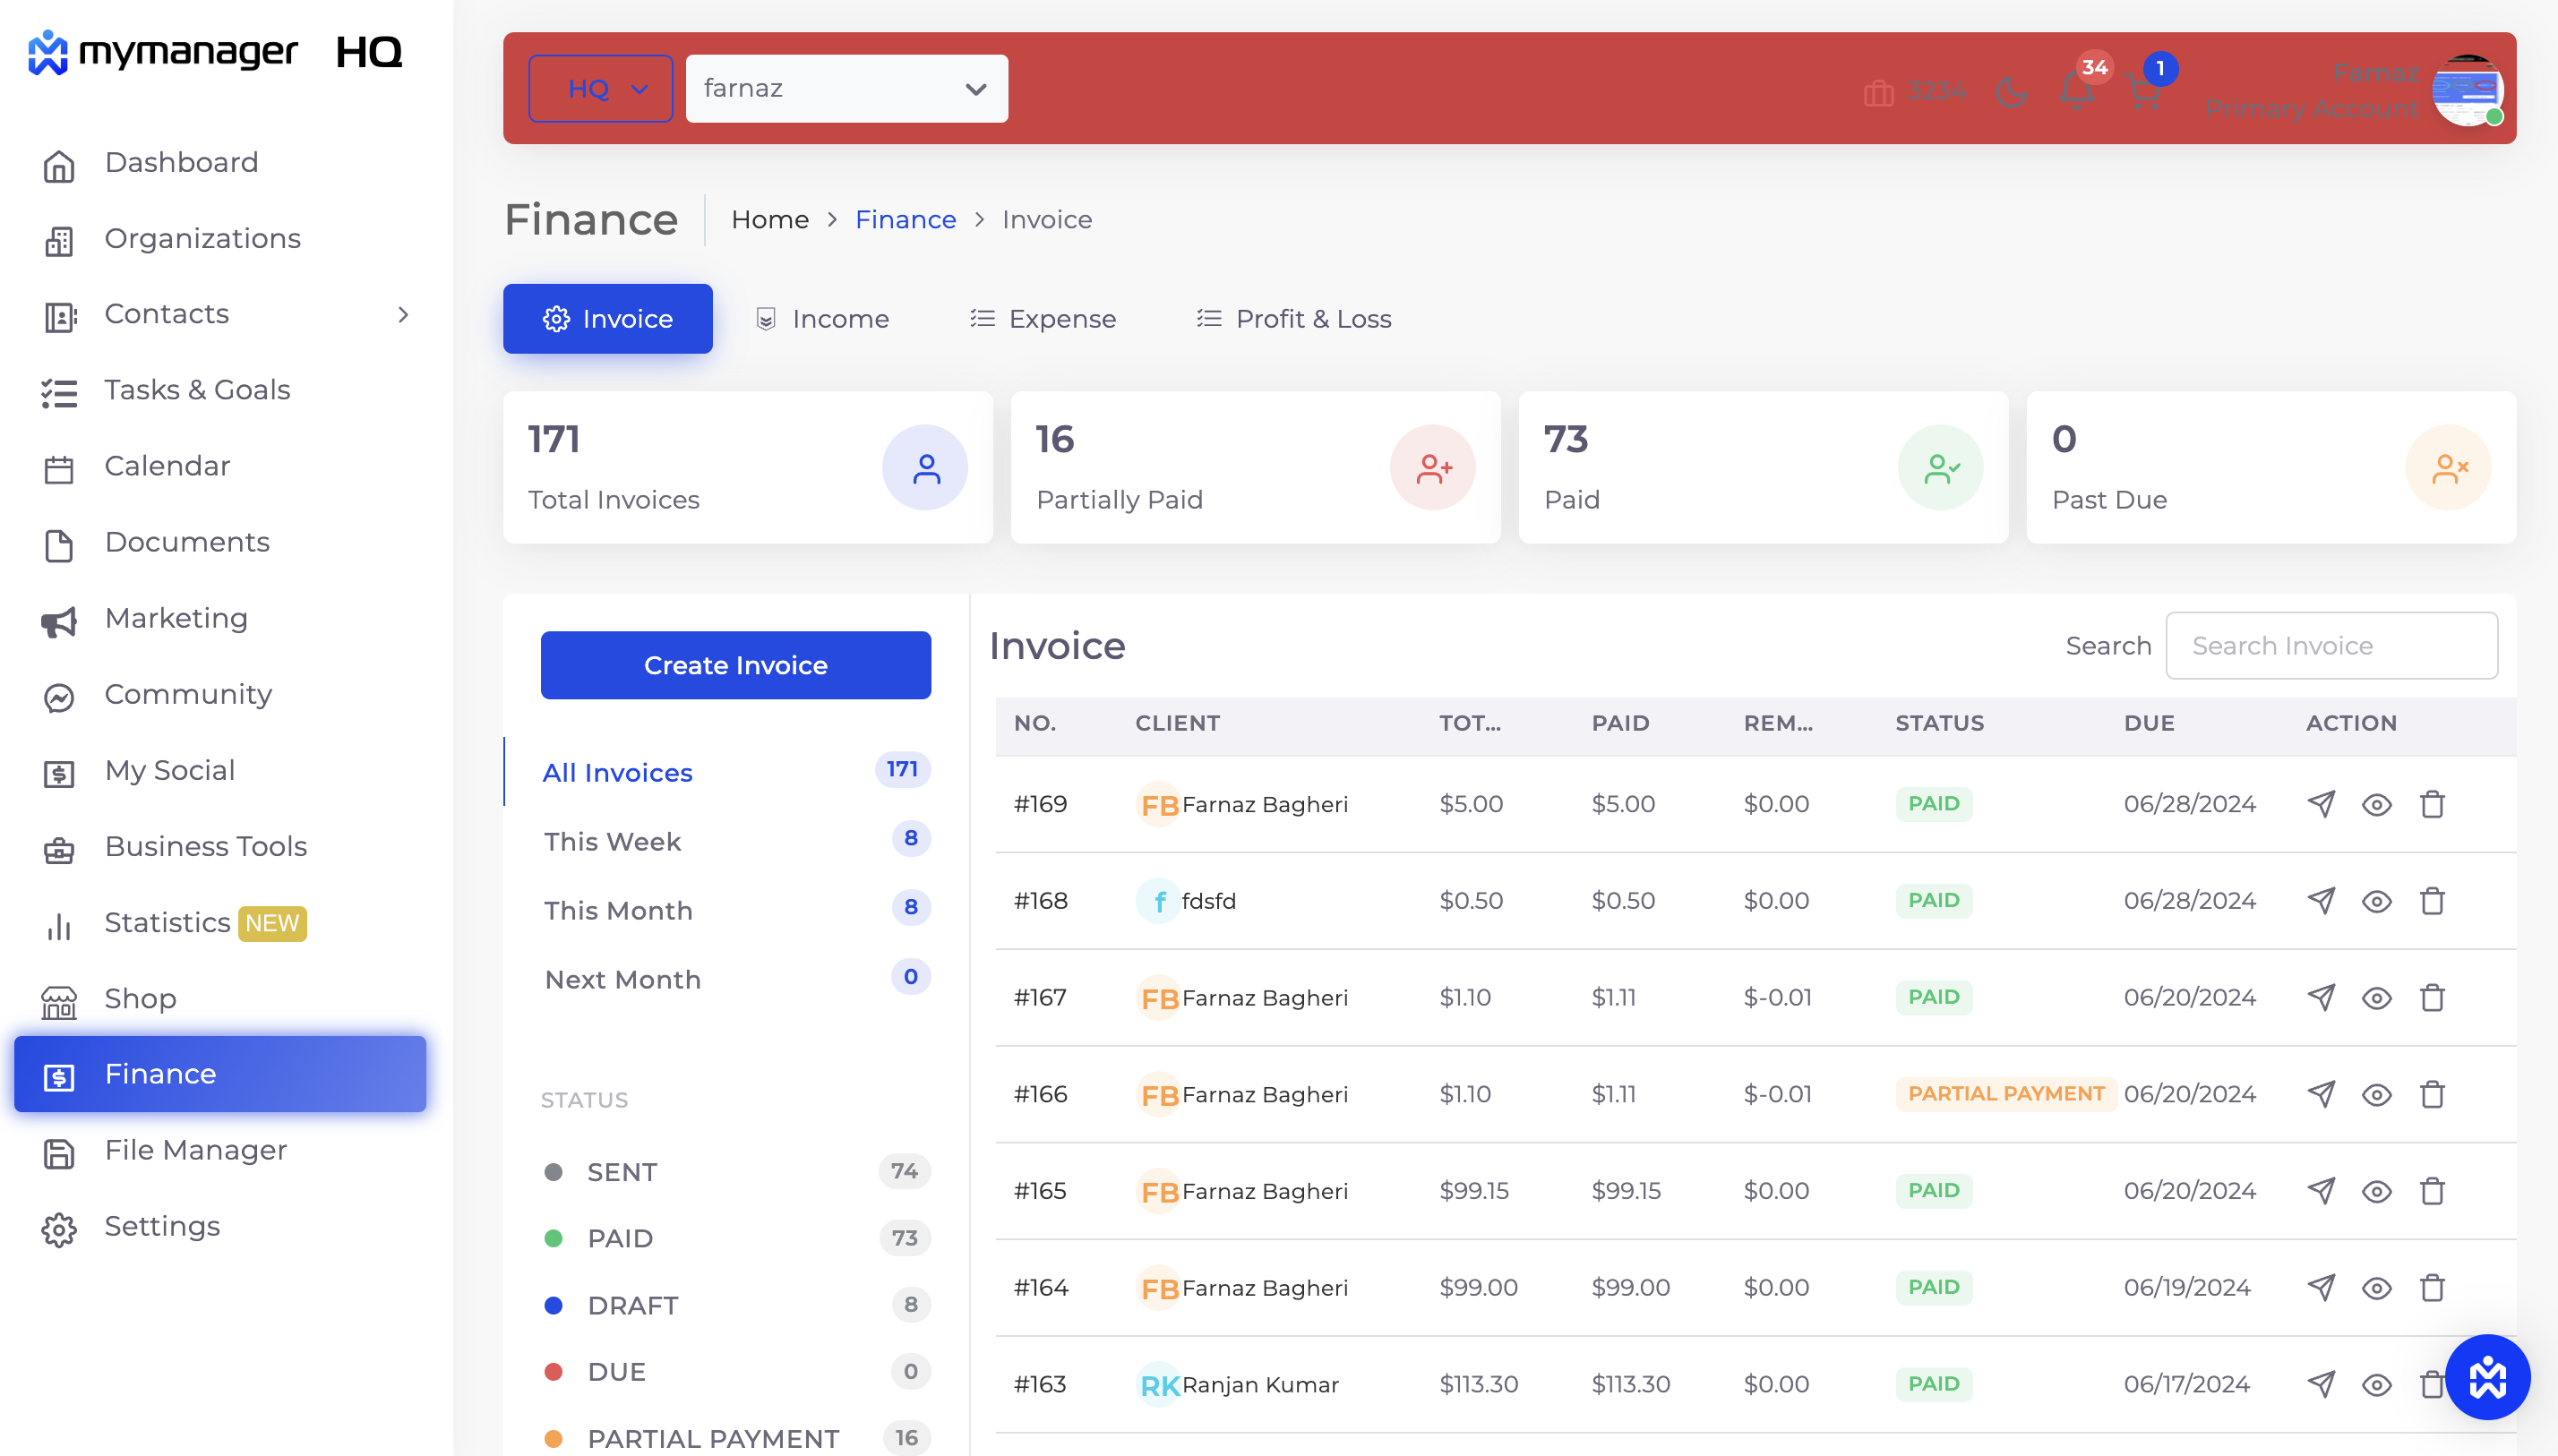 mymanager HQ
Dashboard
Organizations
Contacts
Tasks & Goals
Calendar
Documents
Marketing
Community
My Social
Business Tools
Statistics NEW
Shop
Finance
File Manager
Settings
HQ farnaz
3234 34 1
Farnaz
Primary Account
Finance Home > Finance > Invoice
Invoice Income Expense Profit & Loss
171
Total Invoices
16
Partially Paid
73
Paid
0
Past Due
Create Invoice
All Invoices 171
This Week 8
This Month 8
Next Month 0
STATUS
SENT 74
PAID 73
DRAFT 8
DUE 0
PARTIAL PAYMENT 16
Invoice Search Search Invoice
NO. CLIENT TOT... PAID REM... STATUS DUE ACTION
#169 FB Farnaz Bagheri $5.00 $5.00 $0.00 PAID 06/28/2024
#168 f fdsfd $0.50 $0.50 $0.00 PAID 06/28/2024
#167 FB Farnaz Bagheri $1.10 $1.11 $-0.01 PAID 06/20/2024
#166 FB Farnaz Bagheri $1.10 $1.11 $-0.01 PARTIAL PAYMENT 06/20/2024
#165 FB Farnaz Bagheri $99.15 $99.15 $0.00 PAID 06/20/2024
#164 FB Farnaz Bagheri $99.00 $99.00 $0.00 PAID 06/19/2024
#163 RK Ranjan Kumar $113.30 $113.30 $0.00 PAID 06/17/2024